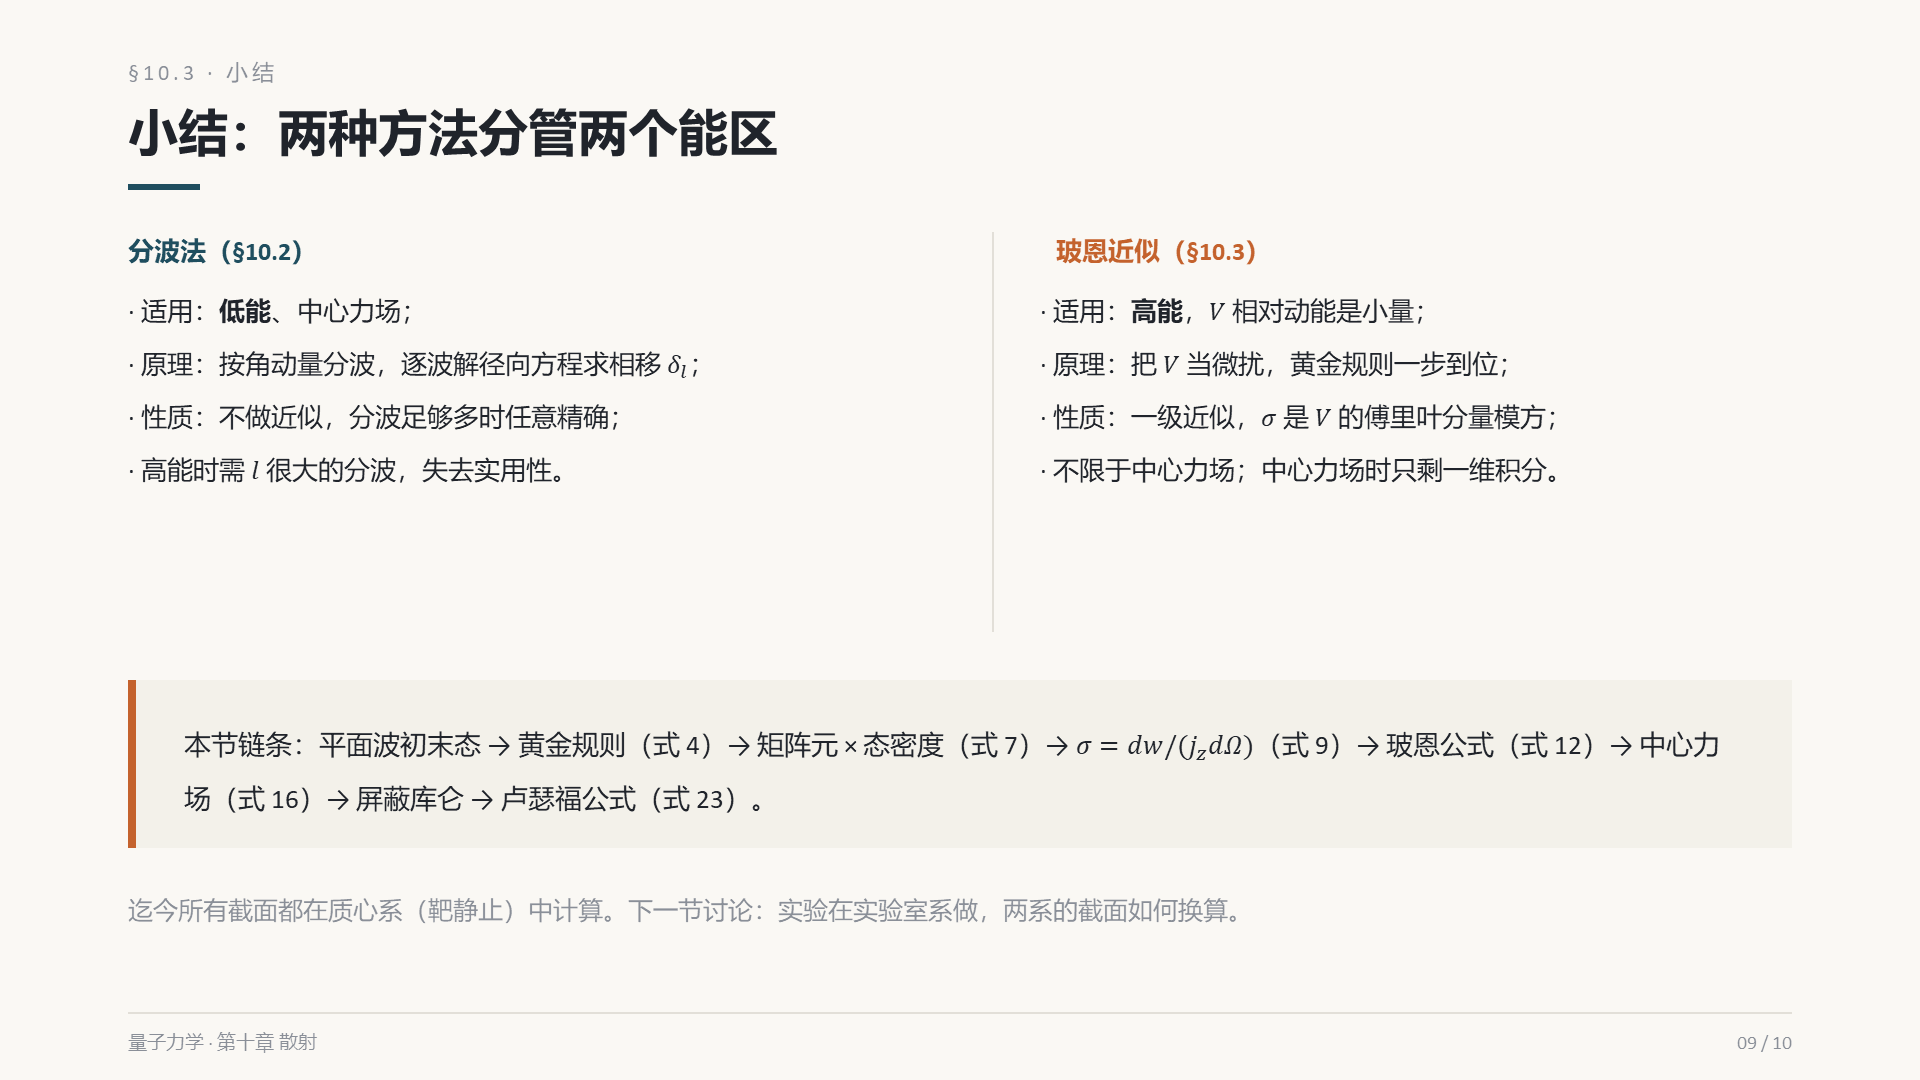 §10.3 · 小结
小结：两种方法分管两个能区
分波法（§10.2）
· 适用：低能、中心力场；
· 原理：按角动量分波，逐波解径向方程求相移 δ_l；
· 性质：不做近似，分波足够多时任意精确；
· 高能时需 l 很大的分波，失去实用性。
玻恩近似（§10.3）
· 适用：高能，V 相对动能是小量；
· 原理：把 V 当微扰，黄金规则一步到位；
· 性质：一级近似，σ 是 V 的傅里叶分量模方；
· 不限于中心力场；中心力场时只剩一维积分。
本节链条：平面波初末态 → 黄金规则（式 4）→ 矩阵元 × 态密度（式 7）→ σ = dw/(j_z dΩ)（式 9）→ 玻恩公式（式 12）→ 中心力
场（式 16）→ 屏蔽库仑 → 卢瑟福公式（式 23）。
迄今所有截面都在质心系（靶静止）中计算。下一节讨论：实验在实验室系做，两系的截面如何换算。
量子力学 · 第十章 散射
09 / 10